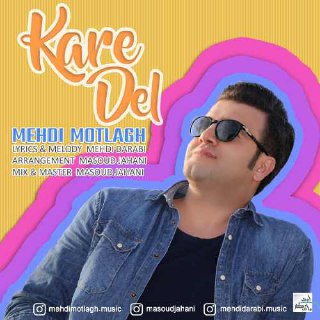 Kare
Del
MEHDI MOTLAGH
LYRICS & MELODY MEHDI DARABI
ARRANGEMENT MASOUD JAHANI
MIX & MASTER MASOUD JAHANI
mehdimotlagh.music masoudjahani mehdidarabi.music